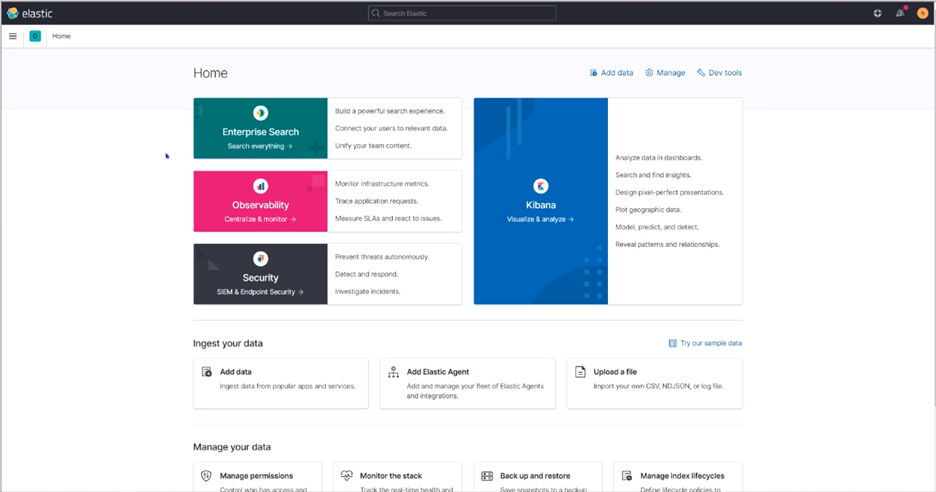 elastic
Search Elastic
N
D
Home
Home
Add data
Manage
Dev tools
Enterprise Search
Search everything →
Build a powerful search experience.
Connect your users to relevant data.
Unify your team content.
Observability
Centralize & monitor →
Monitor infrastructure metrics.
Trace application requests.
Measure SLAs and react to issues.
Security
SIEM & Endpoint Security →
Prevent threats autonomously.
Detect and respond.
Investigate incidents.
Kibana
Visualize & analyze →
Analyze data in dashboards.
Search and find insights.
Design pixel-perfect presentations.
Plot geographic data.
Model, predict, and detect.
Reveal patterns and relationships.
Ingest your data
Try our sample data
Add data
Ingest data from popular apps and services.
Add Elastic Agent
Add and manage your fleet of Elastic Agents
and integrations.
Upload a file
Import your own CSV, NDJSON, or log file.
Manage your data
Manage permissions
Control who has access and
Monitor the stack
Track the real-time health and
Back up and restore
Save snapshots to a backup
Manage index lifecycles
Define lifecycle policies to